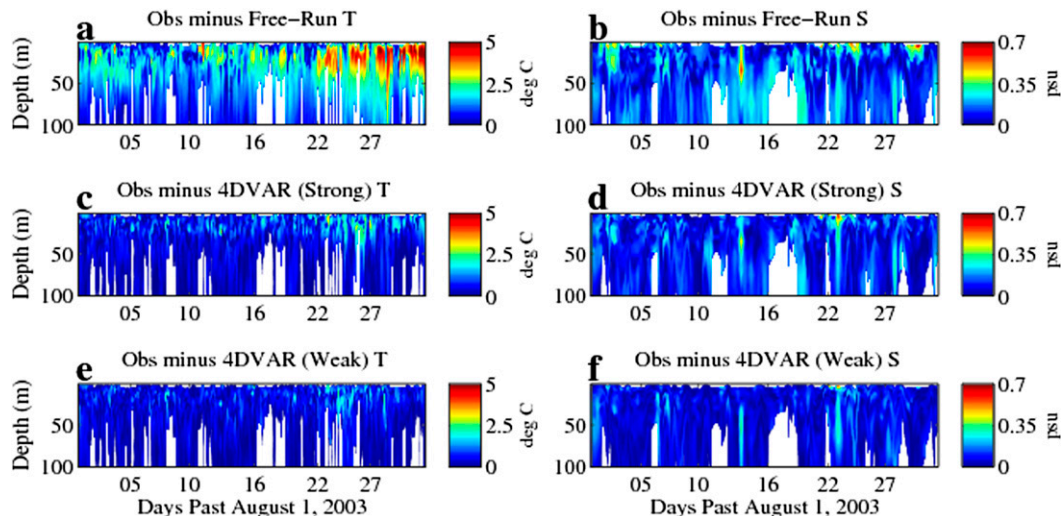 a Obs minus Free-Run T
b Obs minus Free-Run S
Depth (m)
50
100
05 10 16 22 27
5
2.5
0
deg C
05 10 16 22 27
0.7
0.35
0
psu
c Obs minus 4DVAR (Strong) T
d Obs minus 4DVAR (Strong) S
Depth (m)
50
100
05 10 16 22 27
5
2.5
0
deg C
50
100
05 10 16 22 27
0.7
0.35
0
psu
e Obs minus 4DVAR (Weak) T
f Obs minus 4DVAR (Weak) S
Depth (m)
50
100
05 10 16 22 27
Days Past August 1, 2003
5
2.5
0
deg C
50
100
05 10 16 22 27
Days Past August 1, 2003
0.7
0.35
0
psu